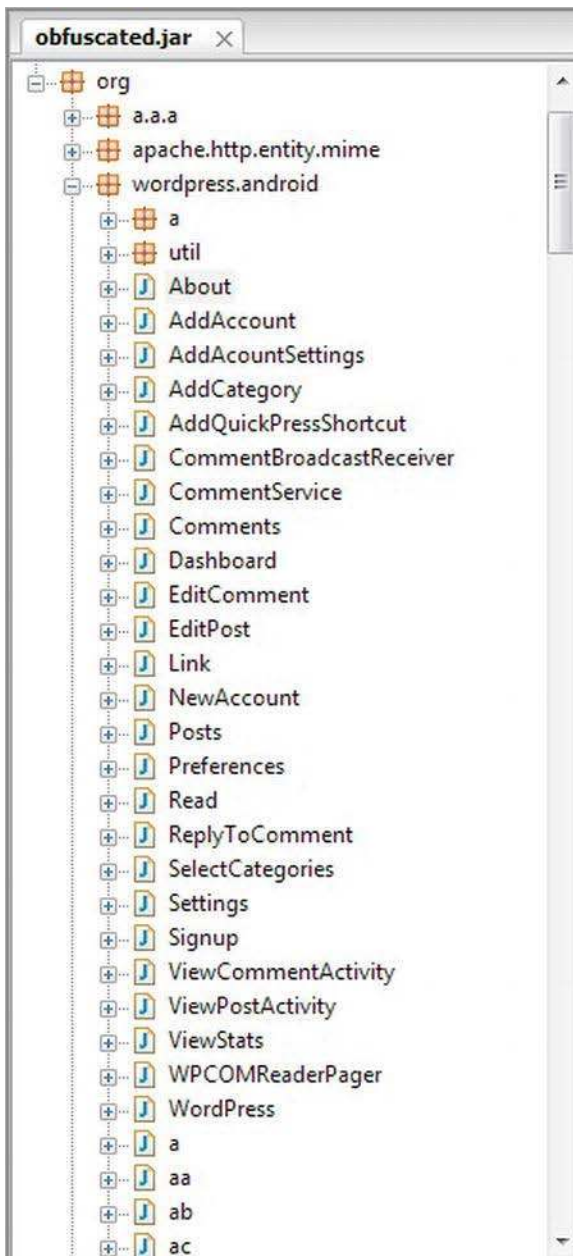 obfuscated.jar
org
a.a.a
apache.http.entity.mime
wordpress.android
a
util
About
AddAccount
AddAcountSettings
AddCategory
AddQuickPressShortcut
CommentBroadcastReceiver
CommentService
Comments
Dashboard
EditComment
EditPost
Link
NewAccount
Posts
Preferences
Read
ReplyToComment
SelectCategories
Settings
Signup
ViewCommentActivity
ViewPostActivity
ViewStats
WPCOMReaderPager
WordPress
a
aa
ab
ac